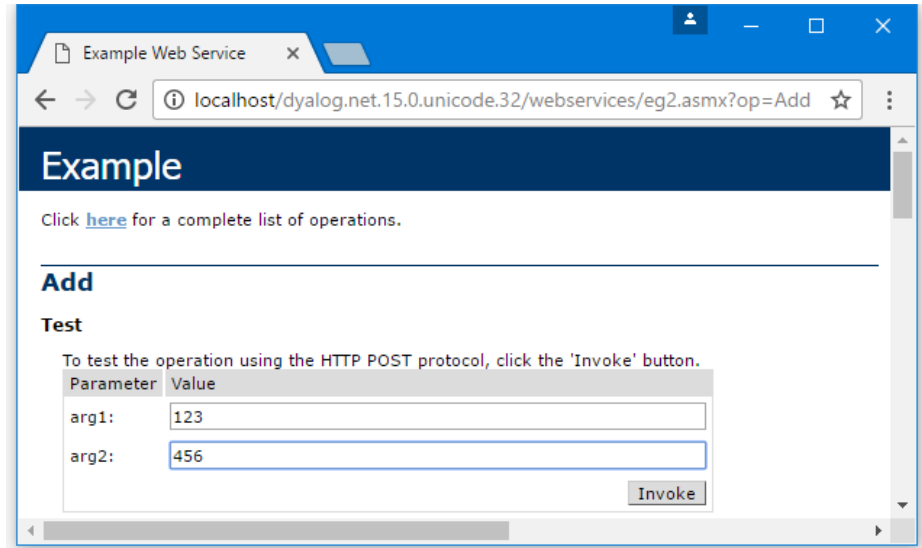 Example Web Service
localhost/dyalog.net.15.0.unicode.32/webservices/eg2.asmx?op=Add
Example
Click here for a complete list of operations.
Add
Test
To test the operation using the HTTP POST protocol, click the 'Invoke' button.
Parameter Value
arg1: 123
arg2: 456
Invoke